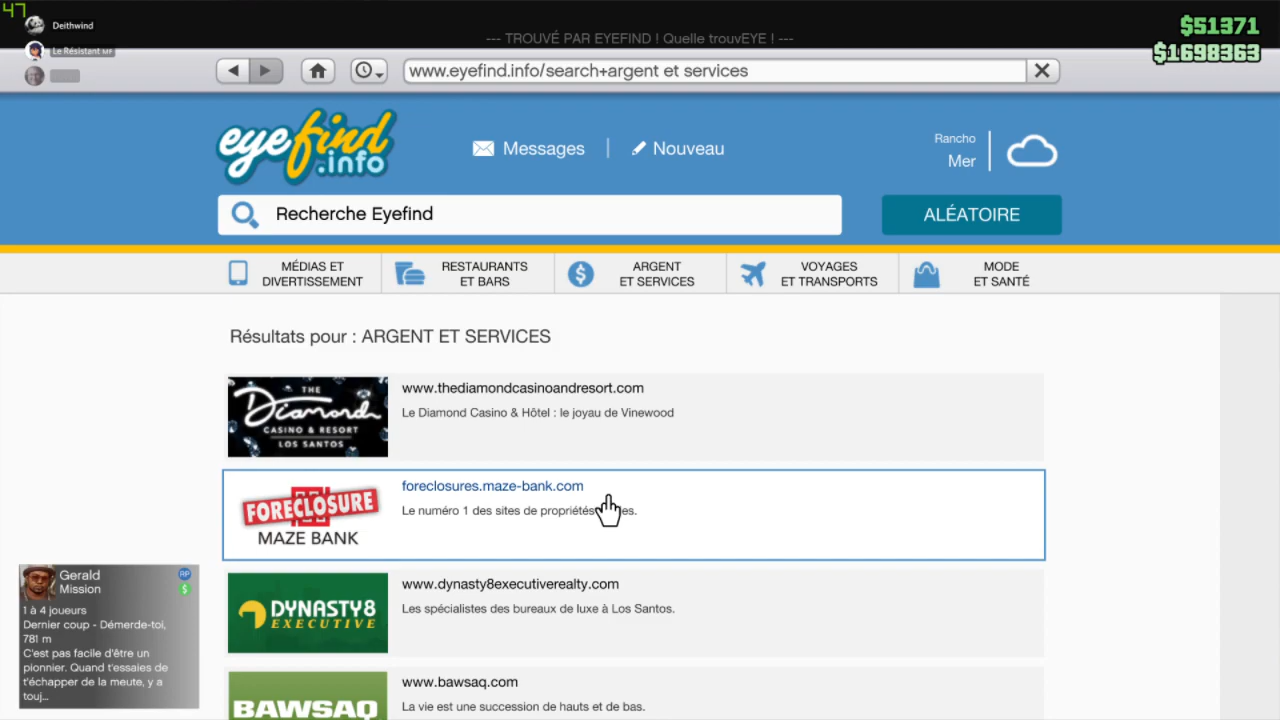 47
Deithwind
Le Résistant MF
$51371
$1698363
--- TROUVÉ PAR EYEFIND ! Quelle trouvEYE ! ---
www.eyefind.info/search+argent et services
eyefind
.info
Messages
Nouveau
Rancho
Mer
Recherche Eyefind
ALÉATOIRE
MÉDIAS ET
DIVERTISSEMENT
RESTAURANTS
ET BARS
ARGENT
ET SERVICES
VOYAGES
ET TRANSPORTS
MODE
ET SANTÉ
Résultats pour : ARGENT ET SERVICES
THE
Diamond
CASINO & RESORT
LOS SANTOS
www.thediamondcasinoandresort.com
Le Diamond Casino & Hôtel : le joyau de Vinewood
FORECLOSURE
MAZE BANK
foreclosures.maze-bank.com
Le numéro 1 des sites de propriétés
DYNASTY8
EXECUTIVE
www.dynasty8executiverealty.com
Les spécialistes des bureaux de luxe à Los Santos.
BAWSAQ
www.bawsaq.com
La vie est une succession de hauts et de bas.
Gerald
Mission
RP
$
1 à 4 joueurs
Dernier coup - Démerde-toi,
781 m
C'est pas facile d'être un
pionnier. Quand t'essaies de
t'échapper de la meute, y a
touj...